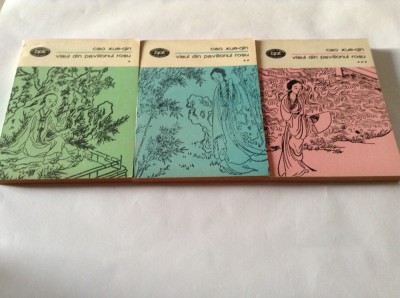 bpt
cao xue-qin
visul din pavilionul roșu
*
bpt
cao xue-qin
visul din pavilionul roșu
**
bpt
cao xue-qin
visul din pavilionul roșu
***